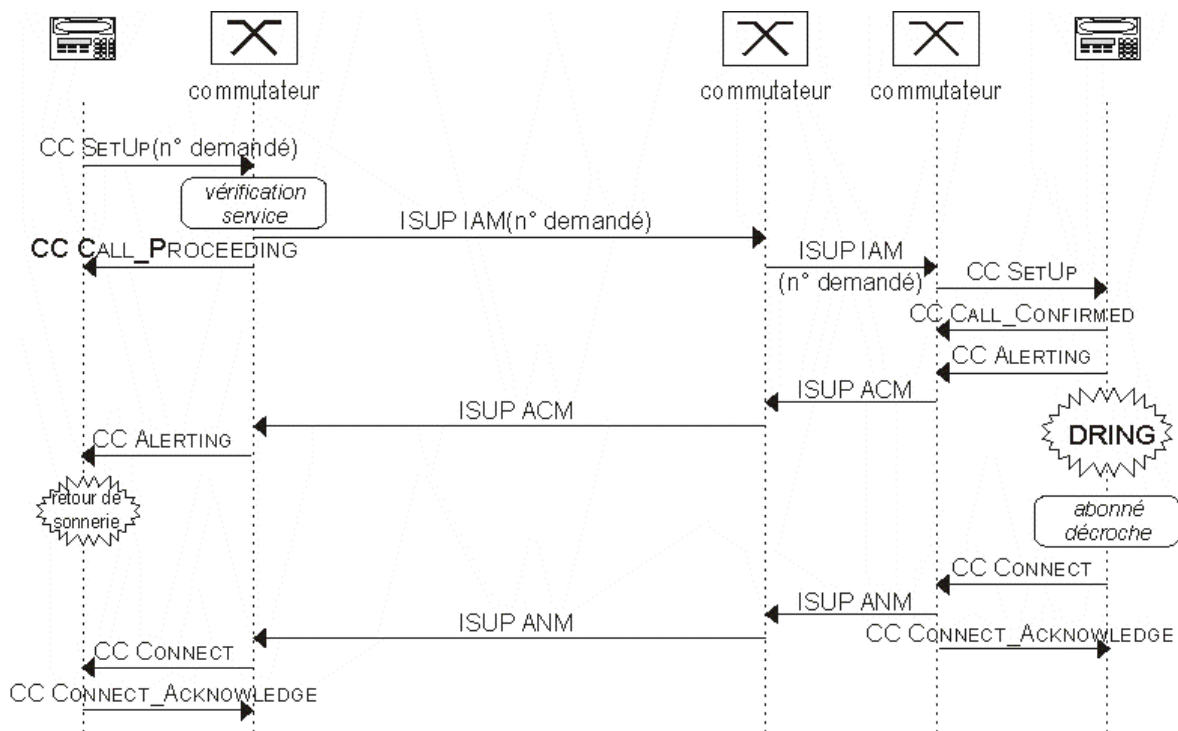 commutateur
commutateur
commutateur
CC SETUP(n° demandé)
vérification
service
ISUP IAM(n° demandé)
CC CALL_PROCEEDING
ISUP IAM
(n° demandé)
CC SETUP
CC CALL_CONFIRMED
CC ALERTING
ISUP ACM
ISUP ACM
CC ALERTING
DRING
retour de
sonnerie
abonné
décroche
CC CONNECT
ISUP ANM
ISUP ANM
CC CONNECT_ACKNOWLEDGE
CC CONNECT
CC CONNECT_ACKNOWLEDGE